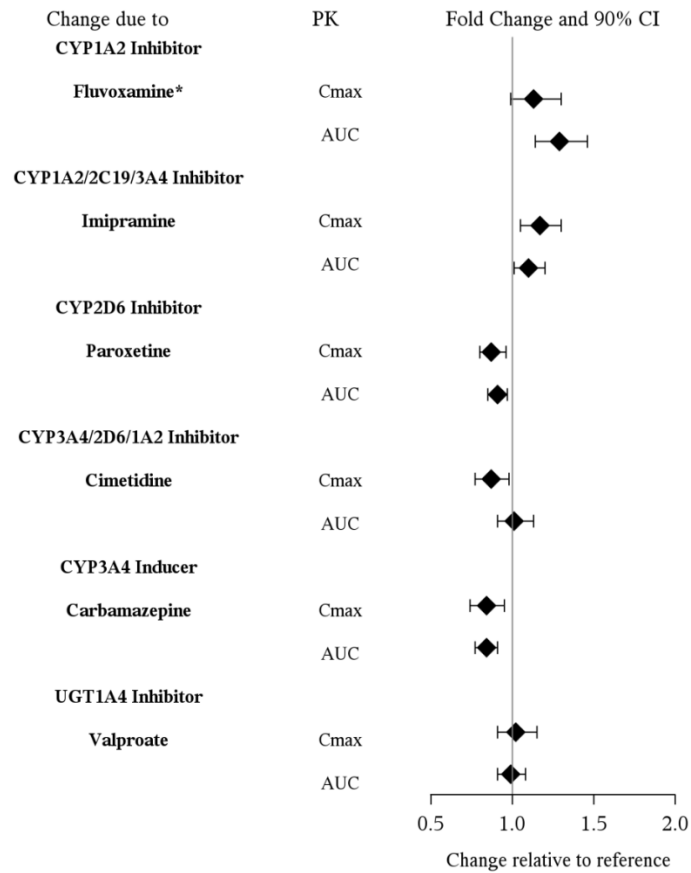 Change due to PK Fold Change and 90% CI
CYP1A2 Inhibitor
Fluvoxamine* Cmax
AUC
CYP1A2/2C19/3A4 Inhibitor
Imipramine Cmax
AUC
CYP2D6 Inhibitor
Paroxetine Cmax
AUC
CYP3A4/2D6/1A2 Inhibitor
Cimetidine Cmax
AUC
CYP3A4 Inducer
Carbamazepine Cmax
AUC
UGT1A4 Inhibitor
Valproate Cmax
AUC
0.5 1.0 1.5 2.0
Change relative to reference